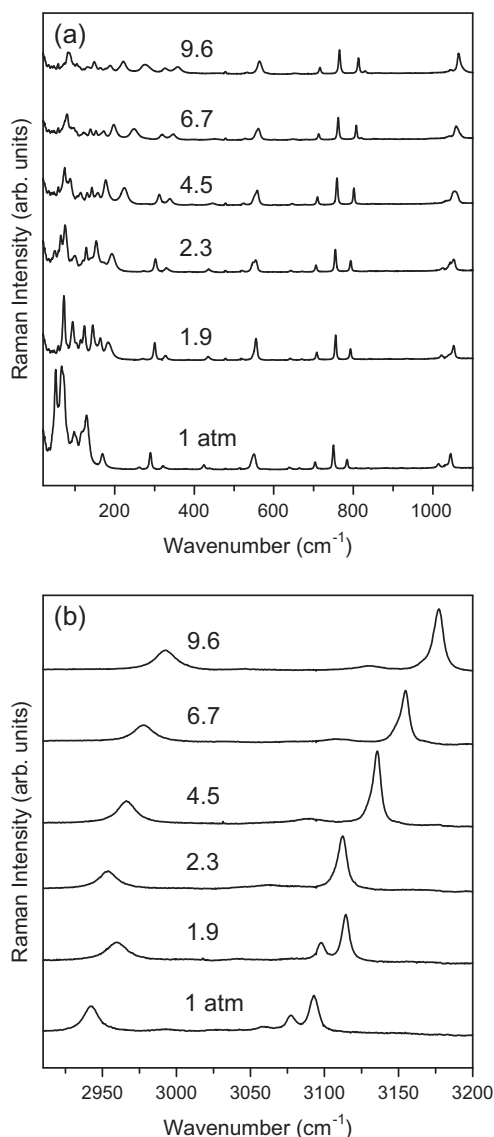 (a)
9.6
6.7
4.5
2.3
1.9
1 atm
Raman Intensity (arb. units)
200 400 600 800 1000
Wavenumber (cm⁻¹)
(b)
9.6
6.7
4.5
2.3
1.9
1 atm
Raman Intensity (arb. units)
2950 3000 3050 3100 3150 3200
Wavenumber (cm⁻¹)